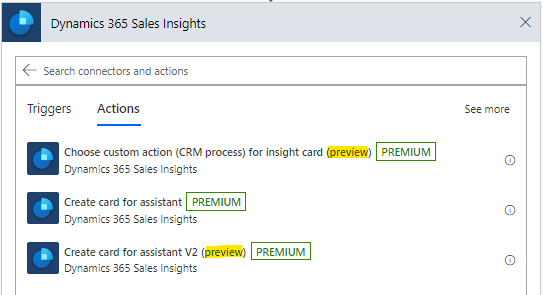 Dynamics 365 Sales Insights
Search connectors and actions
Triggers Actions See more
Choose custom action (CRM process) for insight card (preview) PREMIUM
Dynamics 365 Sales Insights
Create card for assistant PREMIUM
Dynamics 365 Sales Insights
Create card for assistant V2 (preview) PREMIUM
Dynamics 365 Sales Insights